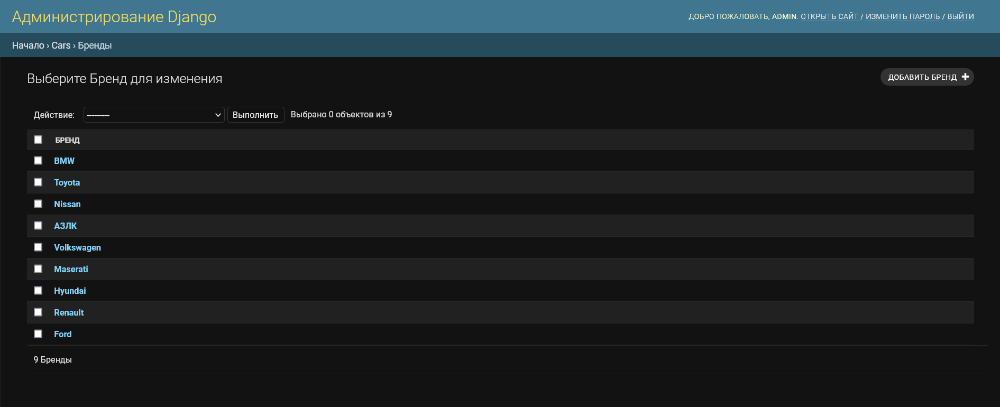 Администрирование Django
ДОБРО ПОЖАЛОВАТЬ, ADMIN. ОТКРЫТЬ САЙТ / ИЗМЕНИТЬ ПАРОЛЬ / ВЫЙТИ
Начало › Cars › Бренды
Выберите Бренд для изменения
ДОБАВИТЬ БРЕНД
Действие: --------- Выполнить Выбрано 0 объектов из 9
БРЕНД
BMW
Toyota
Nissan
АЗЛК
Volkswagen
Maserati
Hyundai
Renault
Ford
9 Бренды